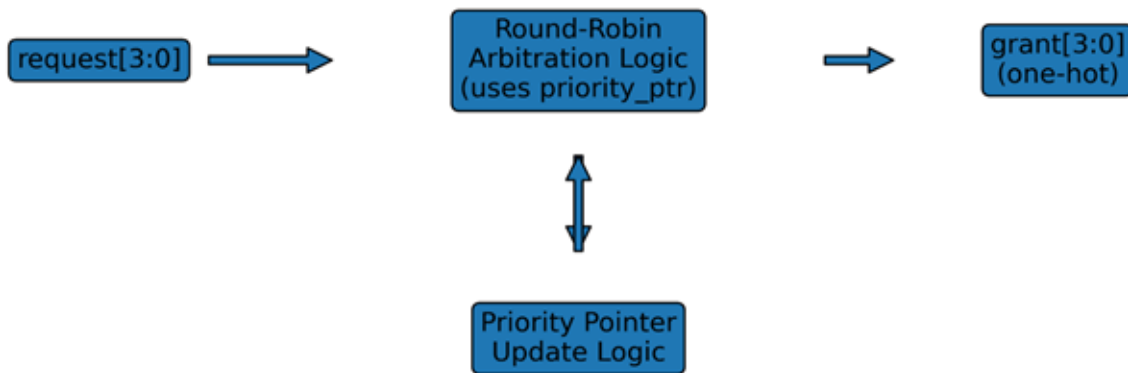 request[3:0]
Round-Robin
Arbitration Logic
(uses priority_ptr)
grant[3:0]
(one-hot)
Priority Pointer
Update Logic